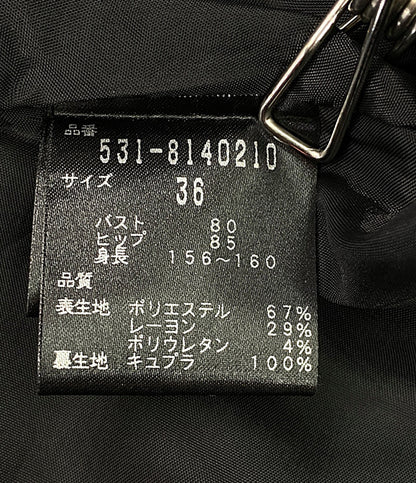 品番
531-8140210
サイズ
36
バスト 80
ヒップ 85
身長 156～160
品質
表生地 ポリエステル 67%
レーヨン 29%
ポリウレタン 4%
裏生地 キュプラ 100%